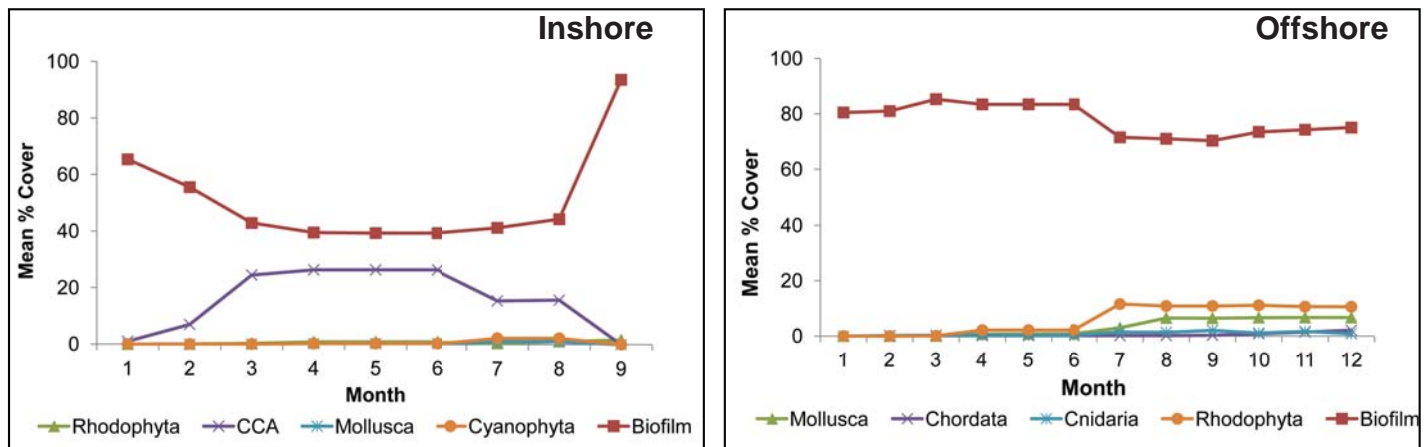 Inshore
100
80
60
40
20
0
Mean % Cover
1 2 3 4 5 6 7 8 9
Month
Rhodophyta CCA Mollusca Cyanophyta Biofilm
Offshore
100
80
60
40
20
0
Mean % Cover
1 2 3 4 5 6 7 8 9 10 11 12
Month
Mollusca Chordata Cnidaria Rhodophyta Biofilm